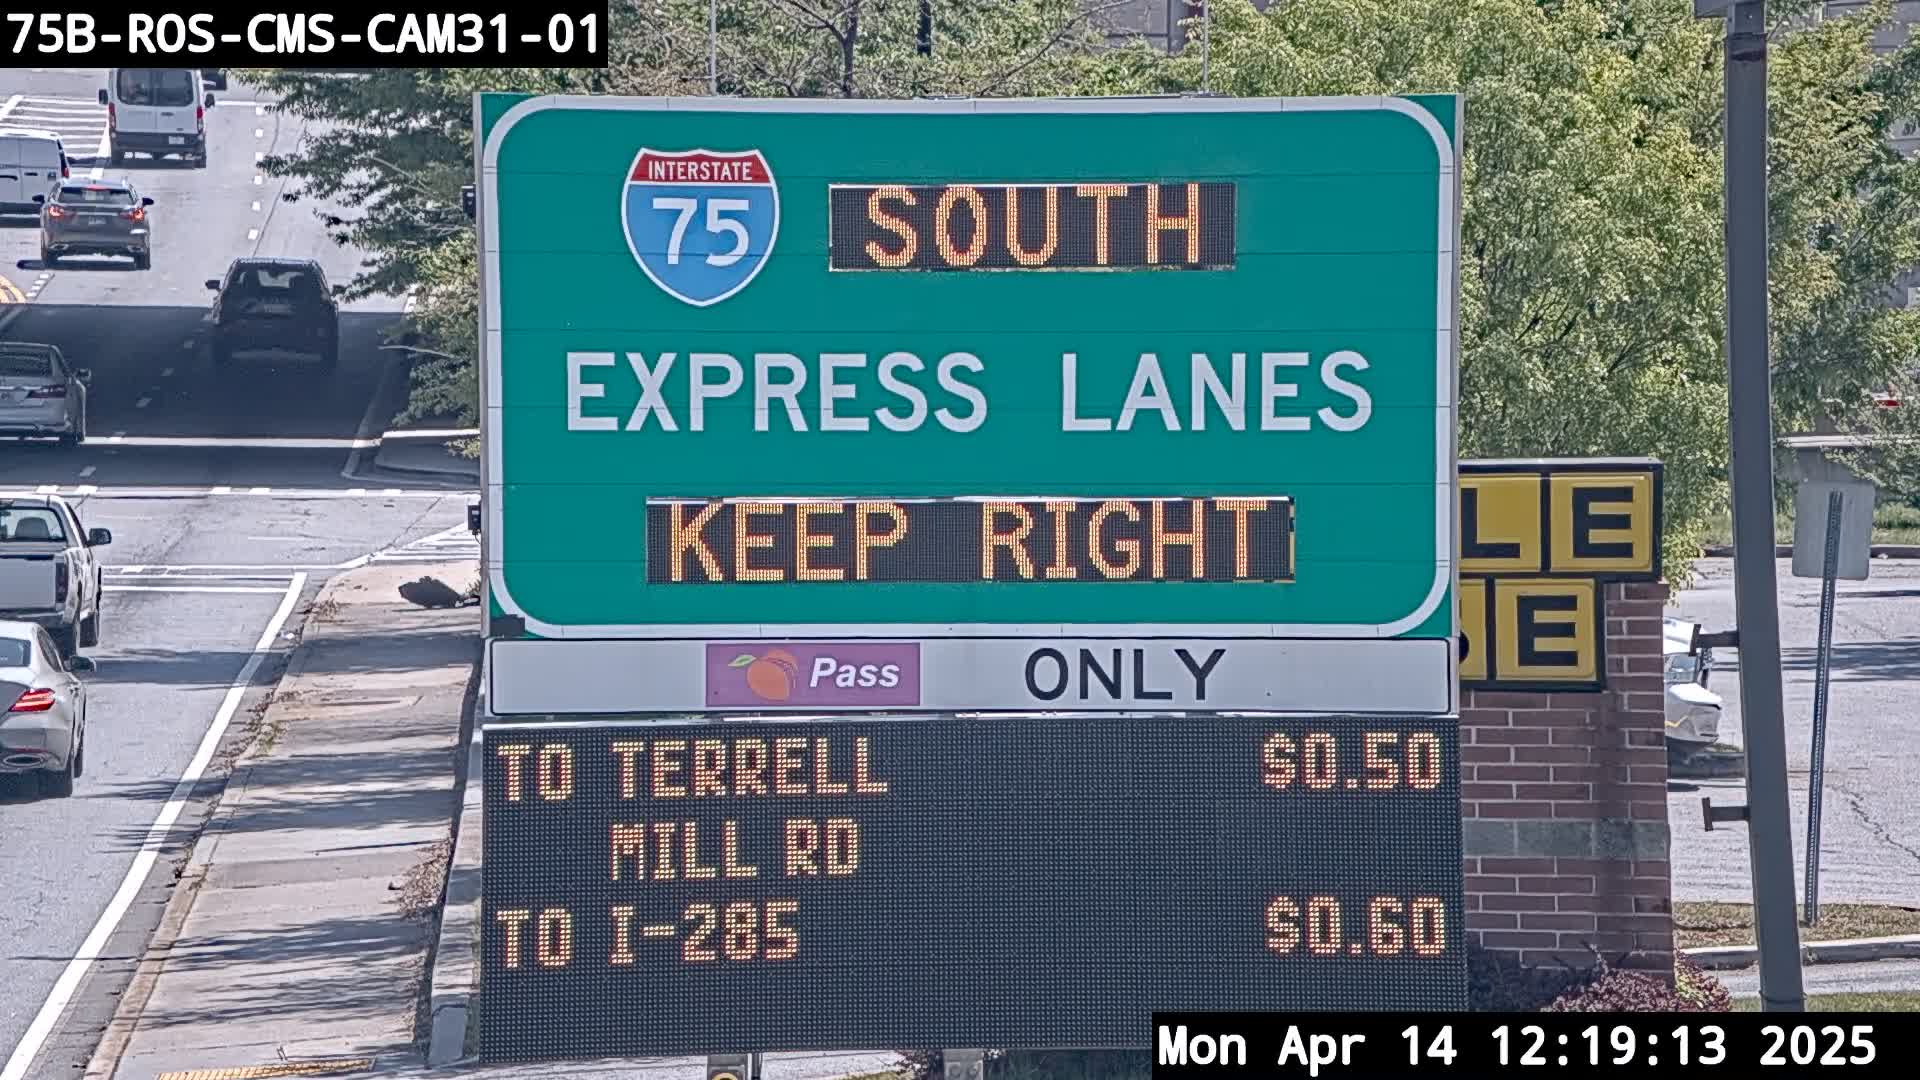 75B-ROS-CMS-CAM31-01
INTERSTATE
75
SOUTH
EXPRESS LANES
KEEP RIGHT
LE
E
Pass ONLY
TO TERRELL $0.50
MILL RD
TO I-285 $0.60
Mon Apr 14 12:19:13 2025